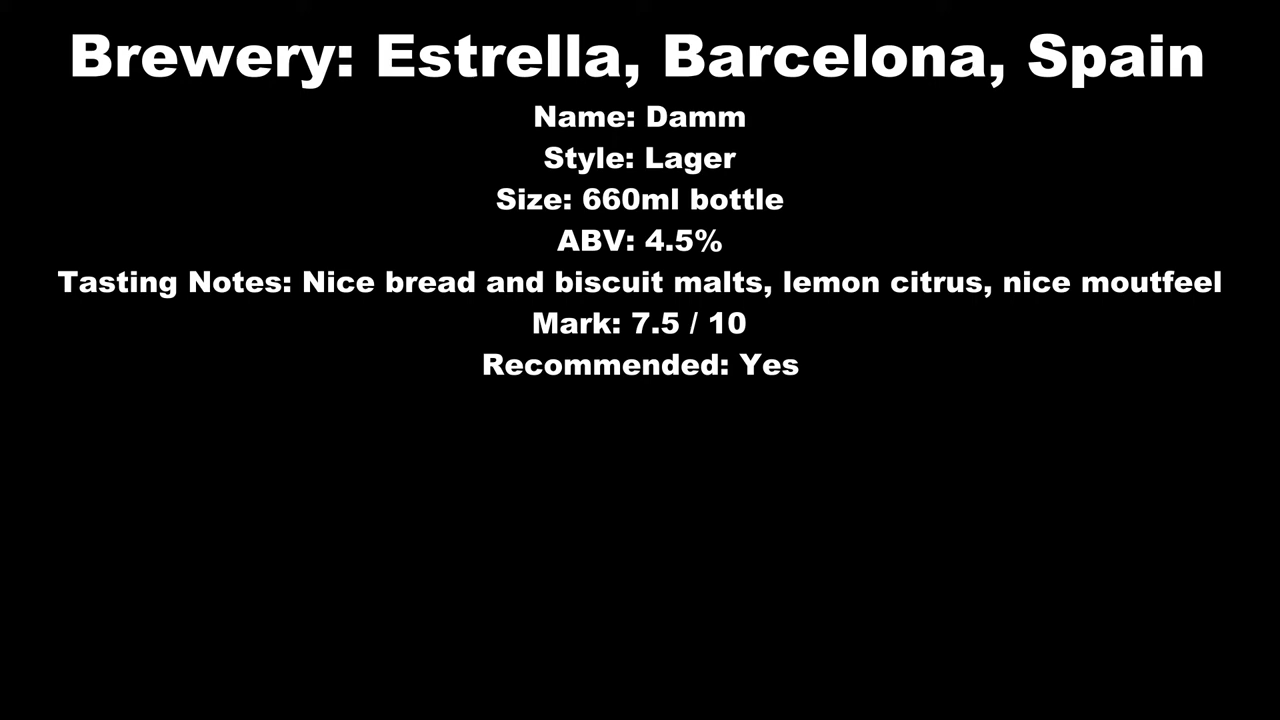 Brewery: Estrella, Barcelona, Spain
Name: Damm
Style: Lager
Size: 660ml bottle
ABV: 4.5%
Tasting Notes: Nice bread and biscuit malts, lemon citrus, nice moutfeel
Mark: 7.5 / 10
Recommended: Yes